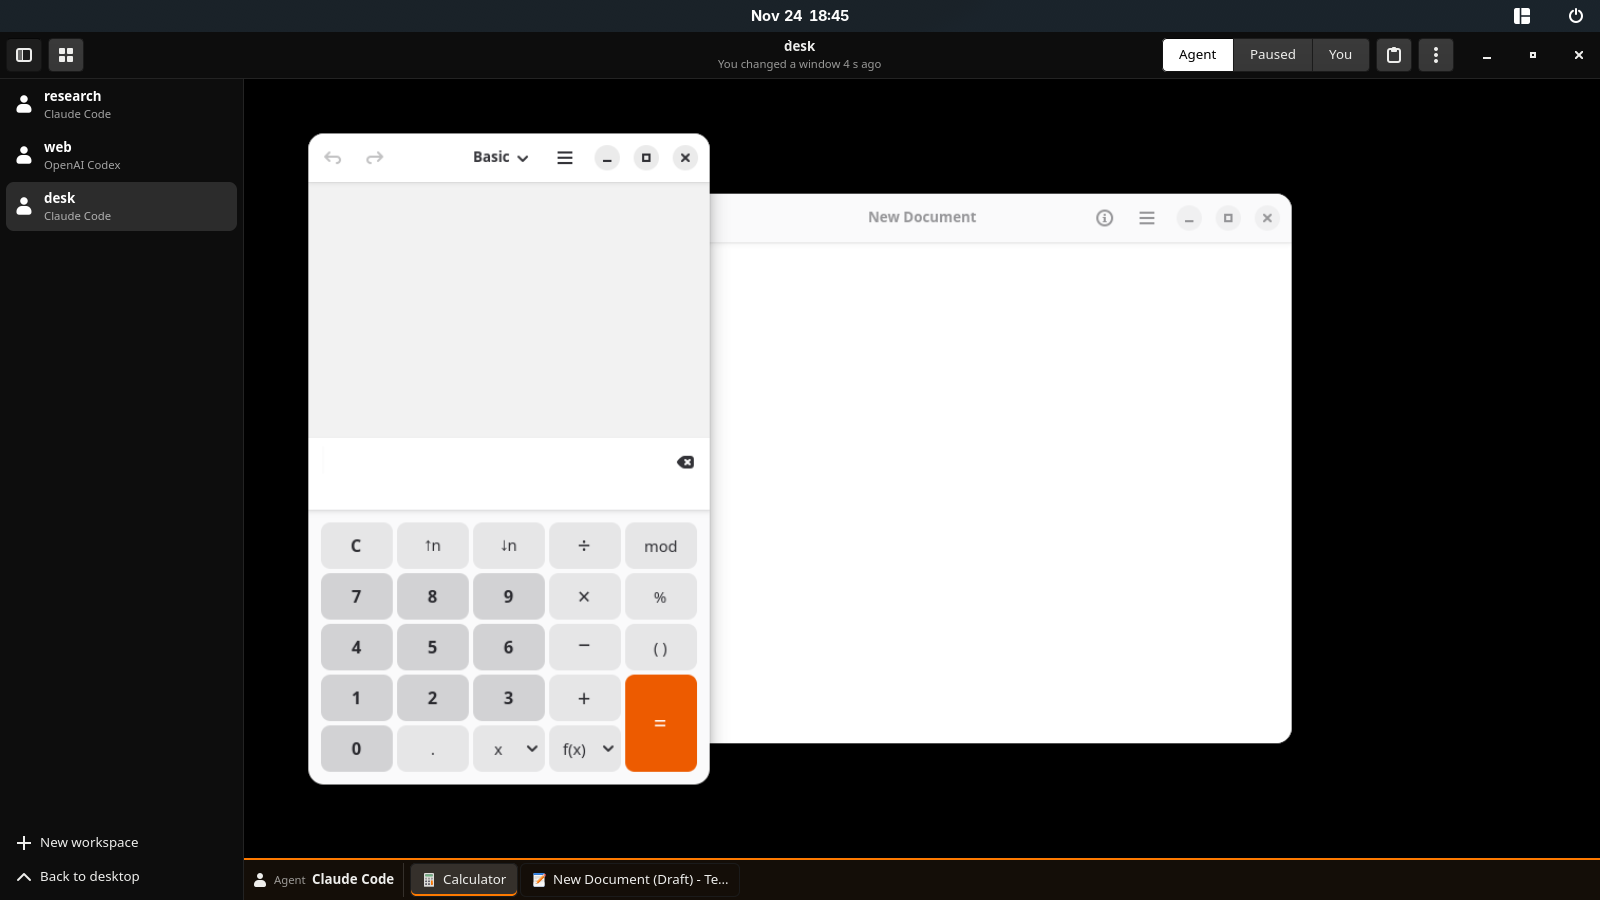 Nov 24 18:45
desk
You changed a window 4 s ago
Agent
Paused
You
research
Claude Code
web
OpenAI Codex
desk
Claude Code
Basic
New Document
C
↑n
↓n
÷
mod
7
8
9
×
%
4
5
6
−
( )
1
2
3
+
=
0
.
x
f(x)
New workspace
Back to desktop
Agent Claude Code
Calculator
New Document (Draft) - Te...